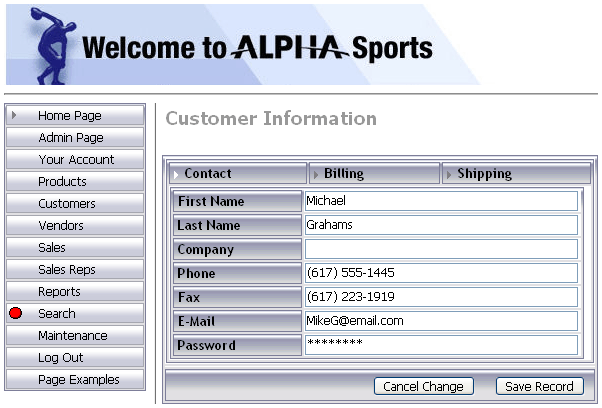 Welcome to ALPHA Sports
Home Page
Admin Page
Your Account
Products
Customers
Vendors
Sales
Sales Reps
Reports
Search
Maintenance
Log Out
Page Examples
Customer Information
Contact Billing Shipping
First Name Michael
Last Name Grahams
Company
Phone (617) 555-1445
Fax (617) 223-1919
E-Mail MikeG@email.com
Password ********
Cancel Change Save Record